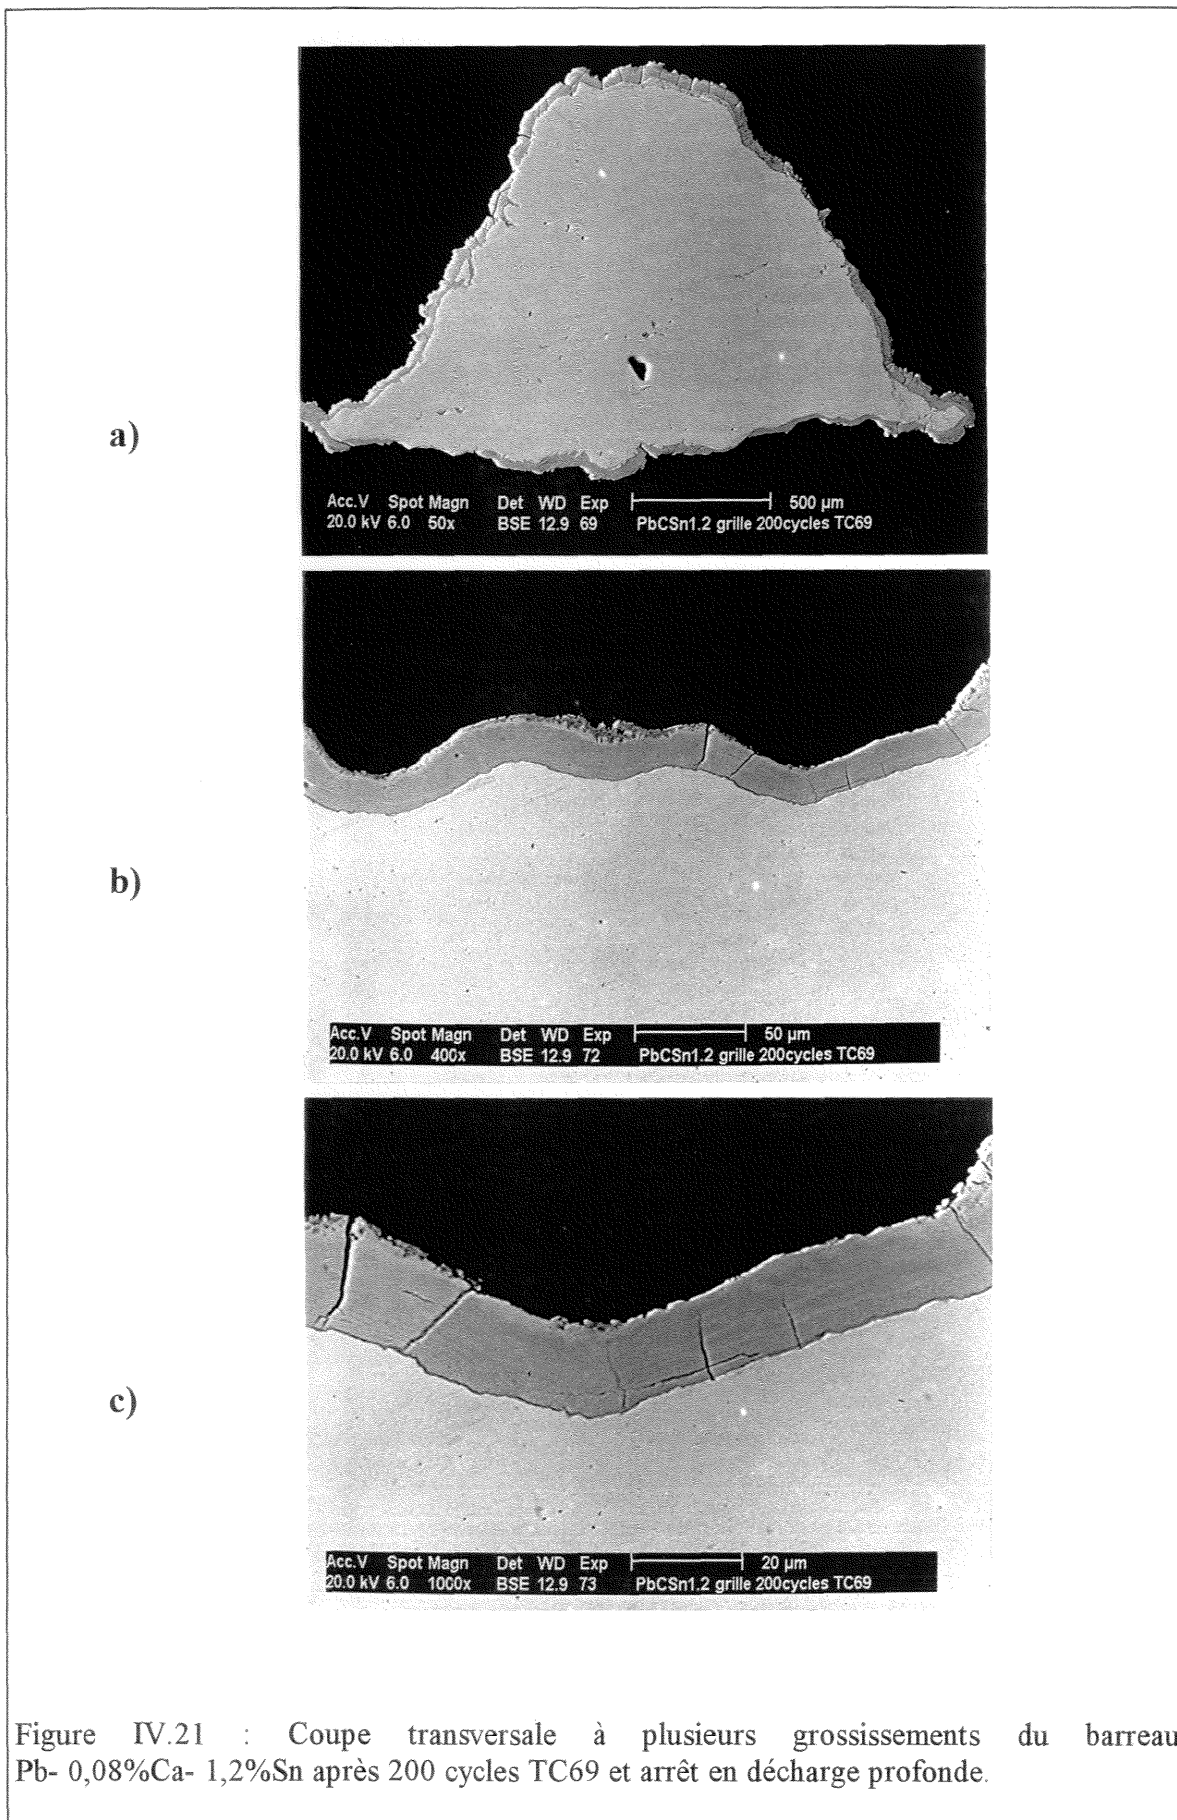 a)
Acc.V Spot Magn Det WD Exp 500 µm
20.0 kV 6.0 50x BSE 12.9 69 PbCSn1.2 grille 200cycles TC69
b)
Acc.V Spot Magn Det WD Exp 50 µm
20.0 kV 6.0 400x BSE 12.9 72 PbCSn1.2 grille 200cycles TC69
c)
Acc.V Spot Magn Det WD Exp 20 µm
20.0 kV 6.0 1000x BSE 12.9 73 PbCSn1.2 grille 200cycles TC69
Figure IV.21 : Coupe transversale à plusieurs grossissements du barreau
Pb- 0,08%Ca- 1,2%Sn après 200 cycles TC69 et arrêt en décharge profonde.